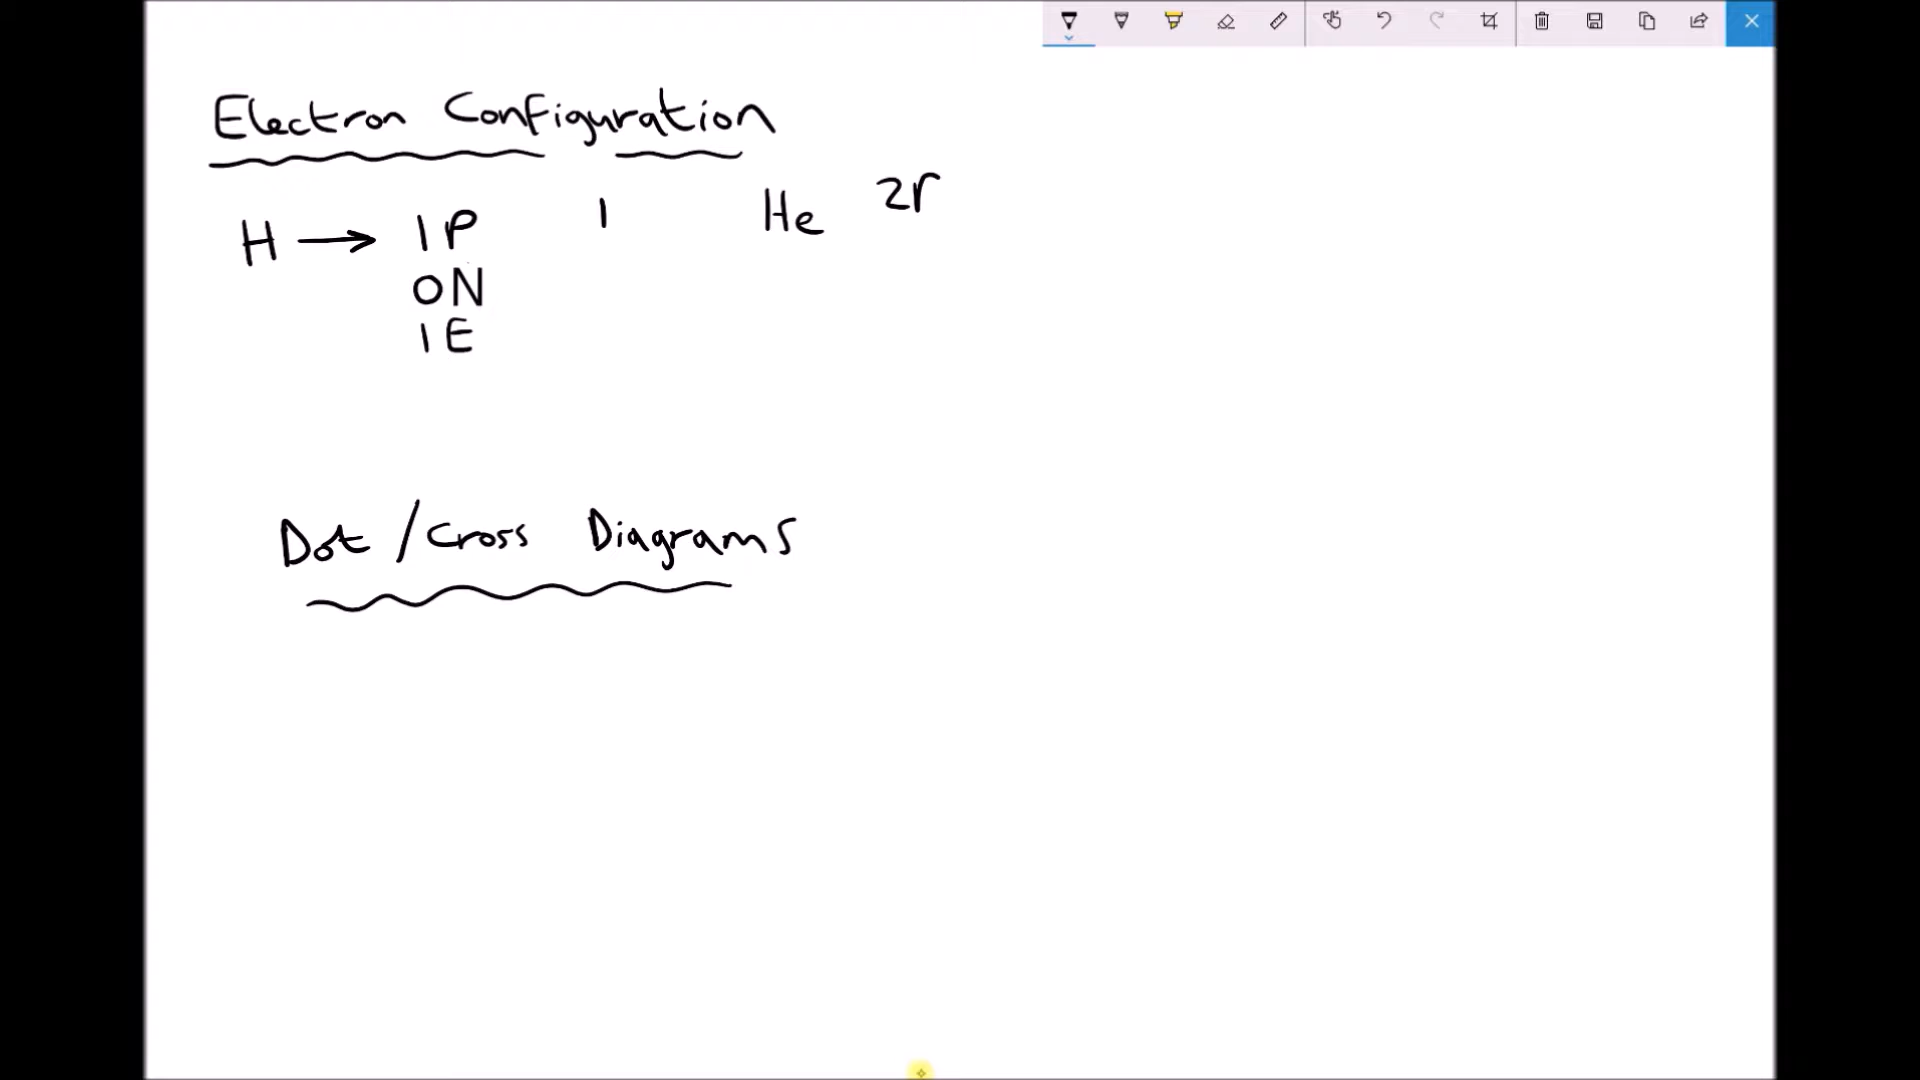 Electron Configuration
H → 1P 1 He 2r
0N
1E
Dot / Cross Diagrams